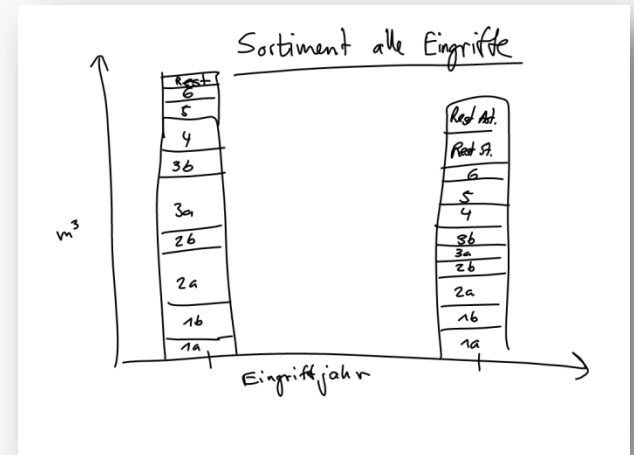 Sortiment alle Eingriffe
m³
Rest
6
5
4
3b
3a
2b
2a
1b
1a
Rest Ast.
Rest St.
6
5
4
3b
3a
2b
2a
1b
1a
Eingriffjahr